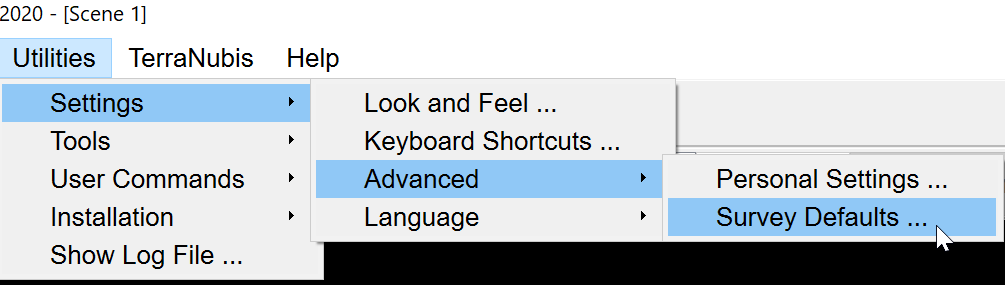 2020 - [Scene 1]
Utilities TerraNubis Help
Settings
Tools
User Commands
Installation
Show Log File ...
Look and Feel ...
Keyboard Shortcuts ...
Advanced
Language
Personal Settings ...
Survey Defaults ...